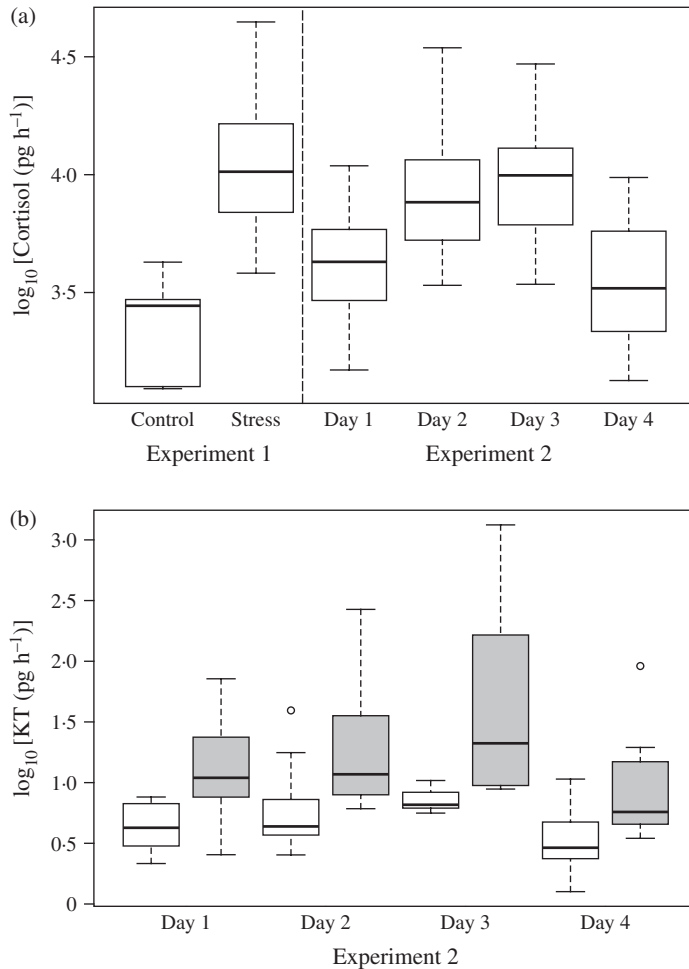 (a)
4·5
4·0
3·5
log10 [Cortisol (pg h−1)]
Control Stress Day 1 Day 2 Day 3 Day 4
Experiment 1 Experiment 2
(b)
3·0
2·5
2·0
1·5
1·0
0·5
0
log10 [KT (pg h−1)]
Day 1 Day 2 Day 3 Day 4
Experiment 2